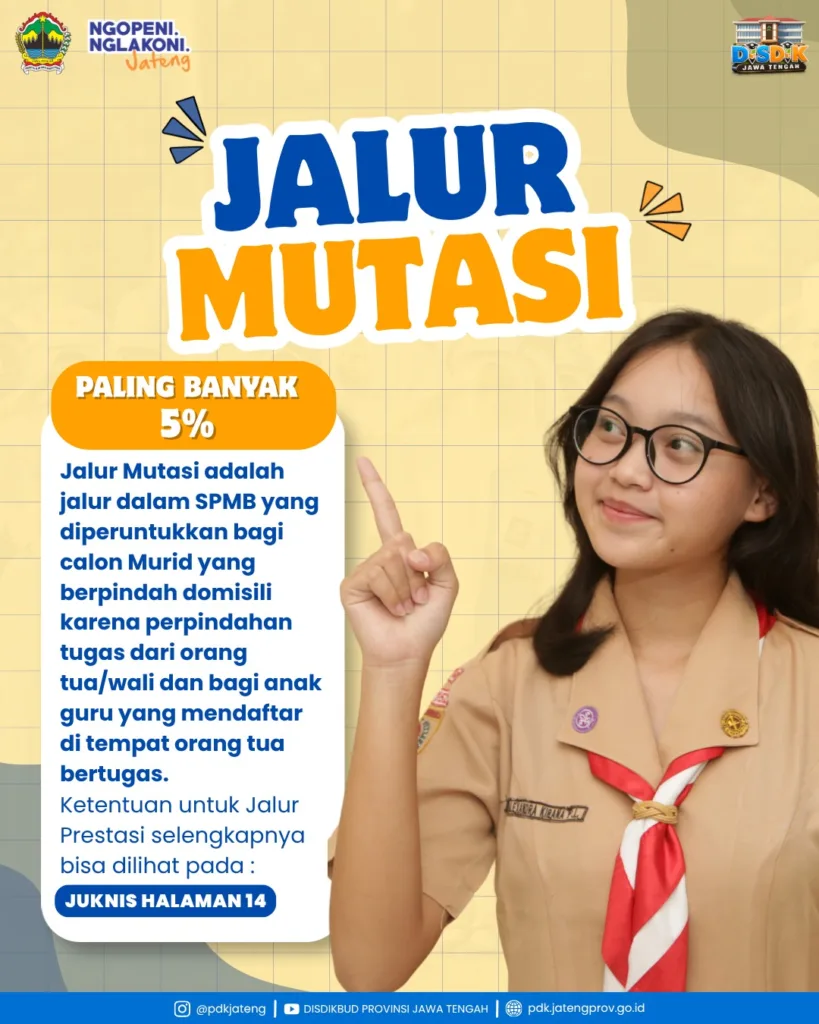 NGOPENI.
NGLAKONI.
Jateng
DISDIK
JAWA TENGAH
JALUR
MUTASI
PALING BANYAK
5%
Jalur Mutasi adalah
jalur dalam SPMB yang
diperuntukkan bagi
calon Murid yang
berpindah domisili
karena perpindahan
tugas dari orang
tua/wali dan bagi anak
guru yang mendaftar
di tempat orang tua
bertugas.
Ketentuan untuk Jalur
Prestasi selengkapnya
bisa dilihat pada :
JUKNIS HALAMAN 14
@pdkjateng | DISDIKBUD PROVINSI JAWA TENGAH | pdk.jatengprov.go.id